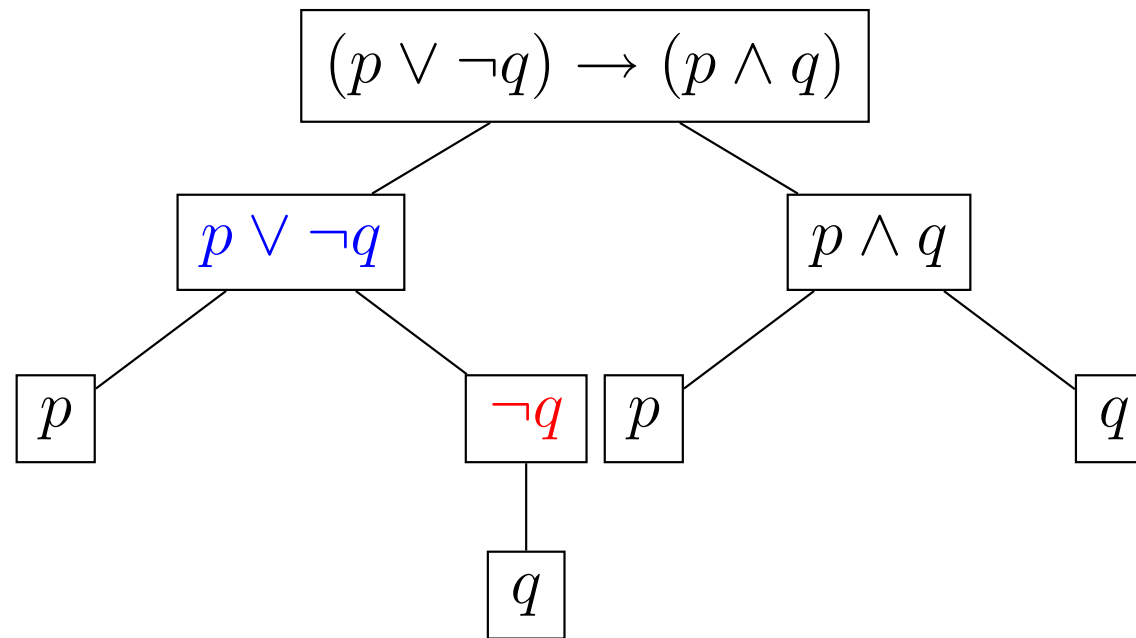 (p ∨ ¬q) → (p ∧ q)
p ∨ ¬q
p ∧ q
p
¬q
p
q
q